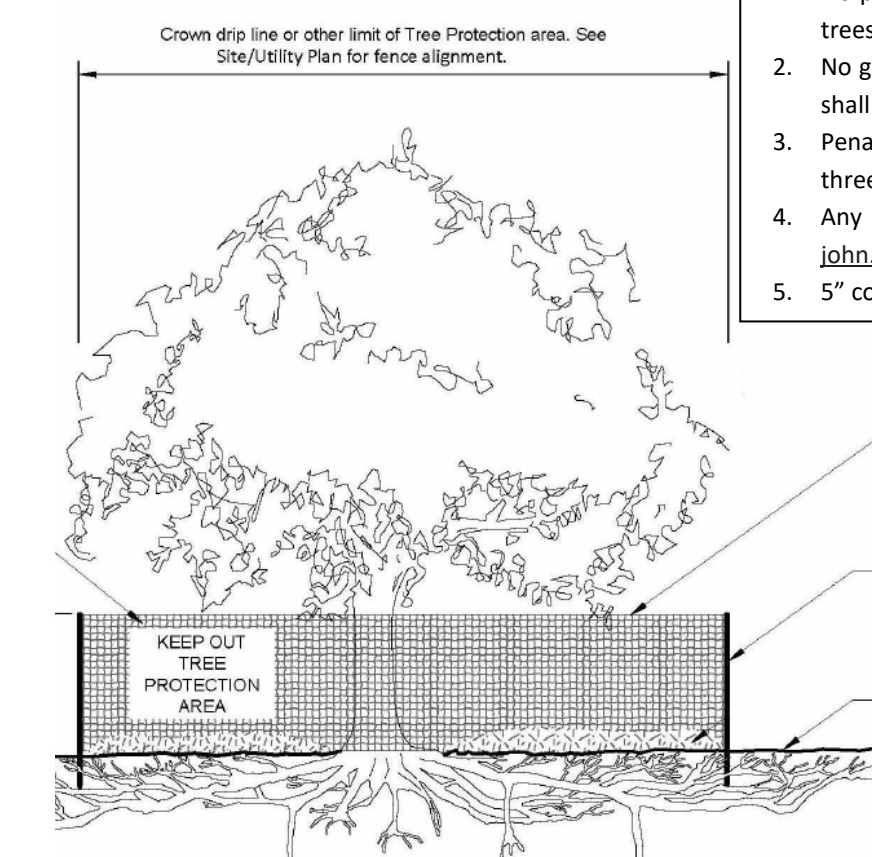 Crown drip line or other limit of Tree Protection area. See
Site/Utility Plan for fence alignment.
trees
2. No g
shall
3. Pena
three
4. Any
john.
5. 5” co
KEEP OUT
TREE
PROTECTION
AREA